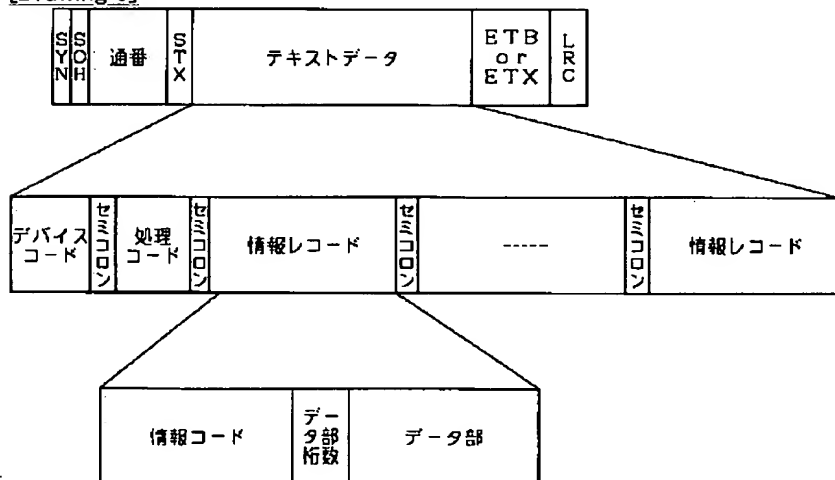 SYN
SOH
通番
STX
テキストデータ
ETB
or
ETX
LRC
デバイス
コード
セミコロン
処理
コード
セミコロン
情報レコード
セミコロン
-----
セミコロン
情報レコード
情報コード
デー
タ部
桁数
データ部